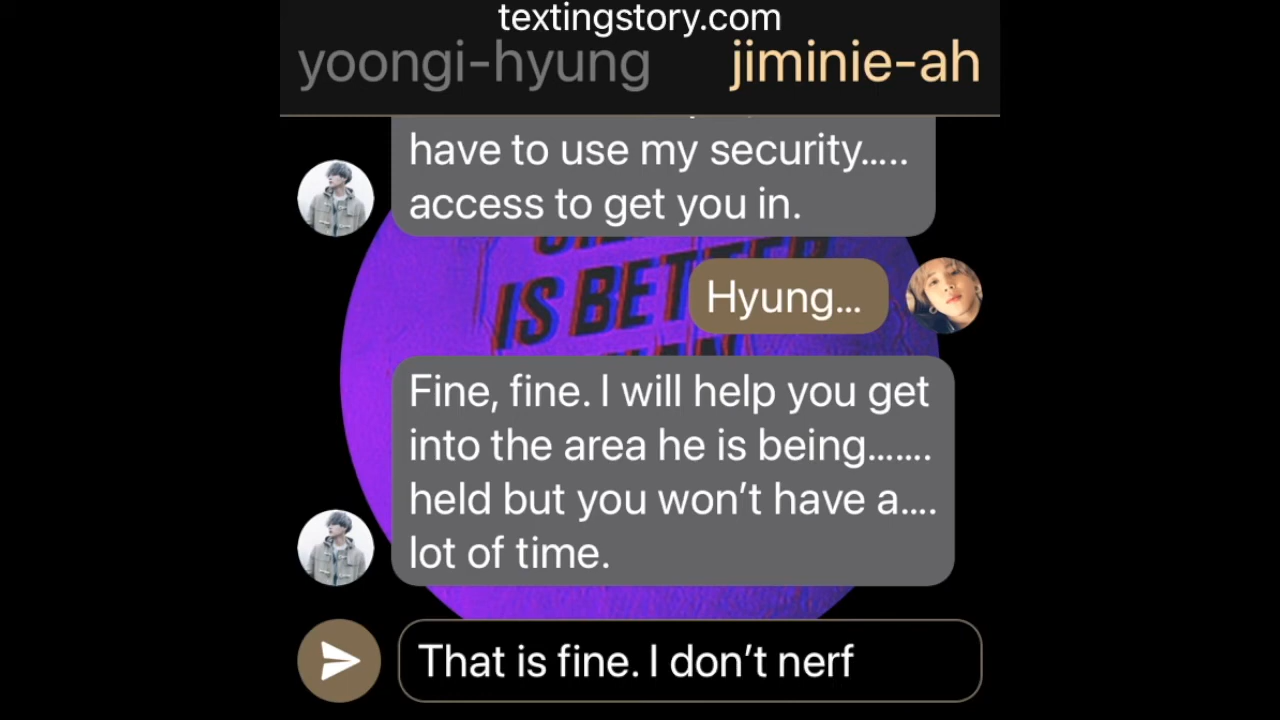 textingstory.com
yoongi-hyung jiminie-ah
have to use my security.....
access to get you in.
IS BETTER
Hyung...
Fine, fine. I will help you get
into the area he is being.......
held but you won’t have a....
lot of time.
That is fine. I don’t nerf